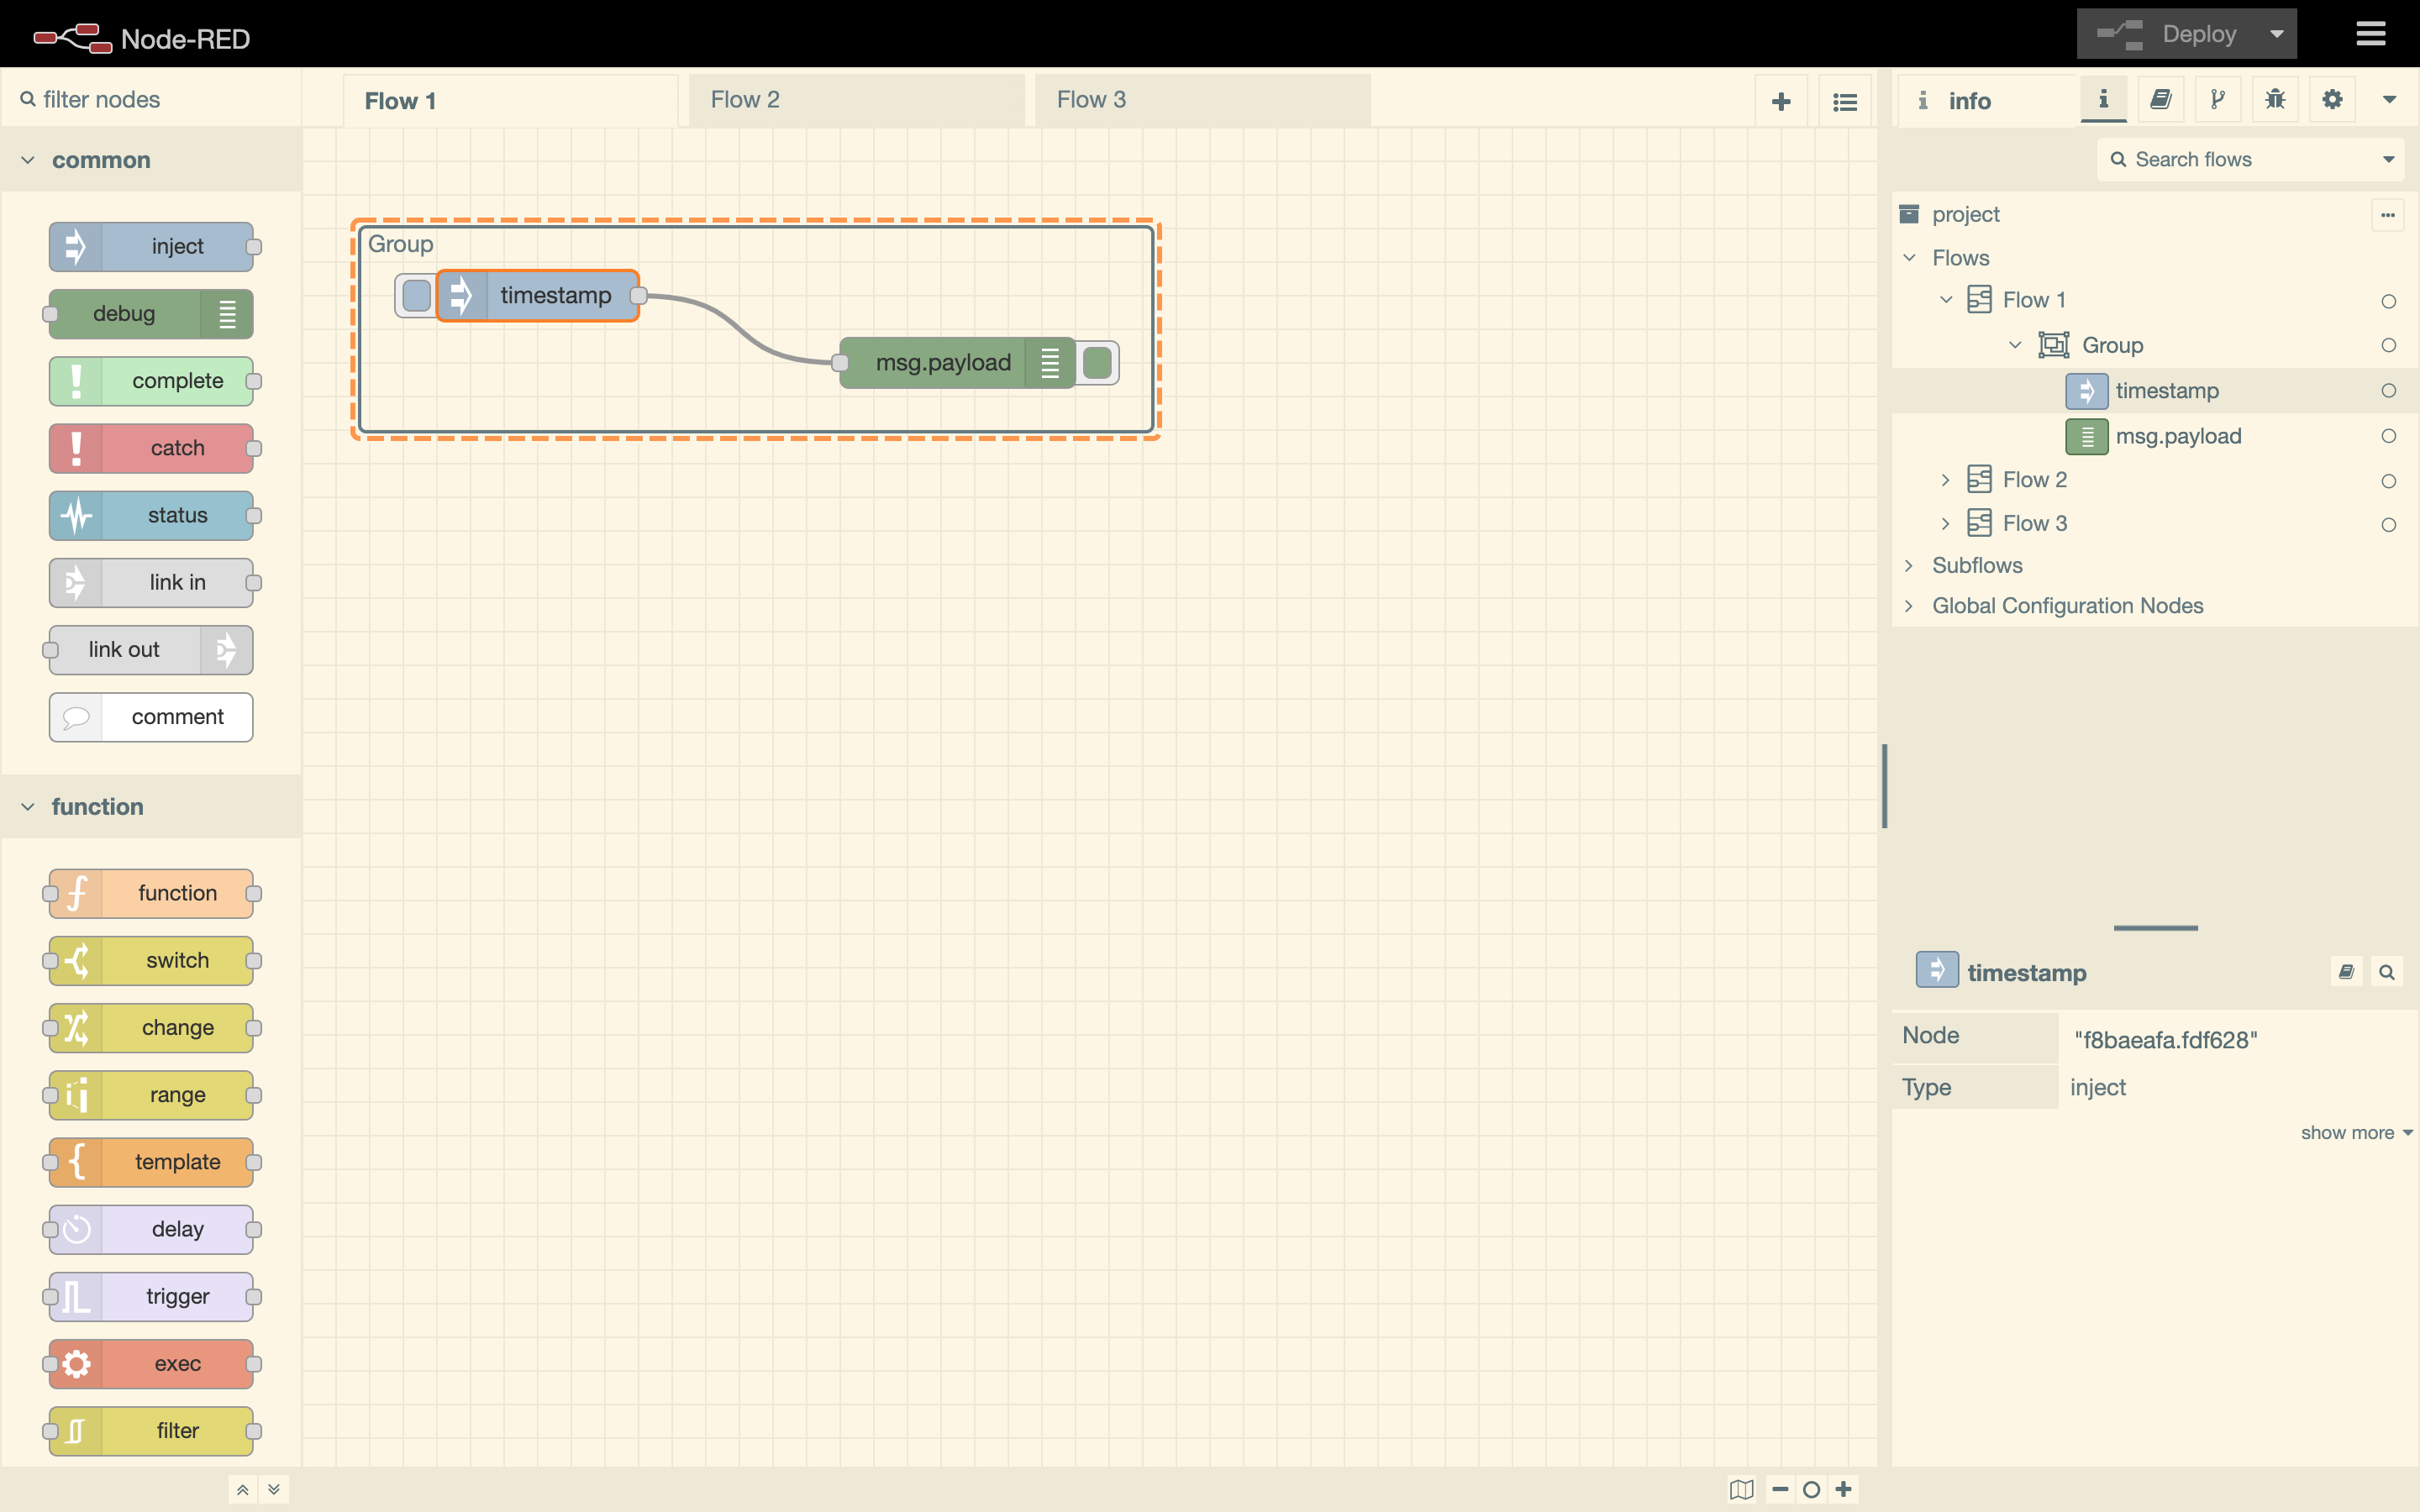 Node-RED
Deploy
filter nodes
Flow 1
Flow 2
Flow 3
info
Search flows
common
inject
debug
complete
catch
status
link in
link out
comment
function
function
switch
change
range
template
delay
trigger
exec
filter
Group
timestamp
msg.payload
project
Flows
Flow 1
Group
timestamp
msg.payload
Flow 2
Flow 3
Subflows
Global Configuration Nodes
timestamp
Node "f8baeafa.fdf628"
Type inject
show more